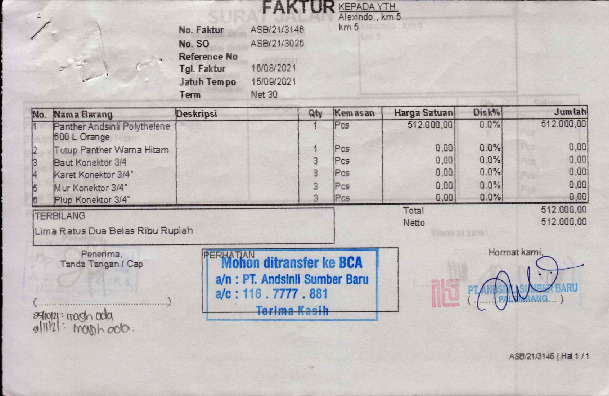 FAKTUR
KEPADA YTH.
Alexindo., km 5
km 5
No. Faktur ASB/21/3146
No. SO ASB/21/3026
Reference No
Tgl. Faktur 16/08/2021
Jatuh Tempo 15/09/2021
Term Net 30
No. Nama Barang Deskripsi Qty Kemasan Harga Satuan Disk% Jumlah
1 Panther Andsinli Polythelene 1 Pcs 512.000,00 0.0% 512.000,00
600 L Orange
2 Tutup Panther Warna Hitam 1 Pcs 0,00 0.0% 0,00
3 Baut Konektor 3/4 3 Pcs 0,00 0.0% 0,00
4 Karet Konektor 3/4" 3 Pcs 0,00 0.0% 0,00
5 Mur Konektor 3/4" 3 Pcs 0,00 0.0% 0,00
6 Plup Konektor 3/4" 3 Pcs 0,00 0.0% 0,00
TERBILANG
Lima Ratus Dua Belas Ribu Rupiah
Total 512.000,00
Netto 512.000,00
Penerima,
Tanda Tangan / Cap
PERHATIAN
Mohon ditransfer ke BCA
a/n : PT. Andsinli Sumber Baru
a/c : 116 . 7777 . 881
Terima Kasih
Hormat kami,
PT. ANDSINLI SUMBER BARU
PALEMBANG
masih ada
masih ada.
ASB/21/3146 | Hal 1 / 1